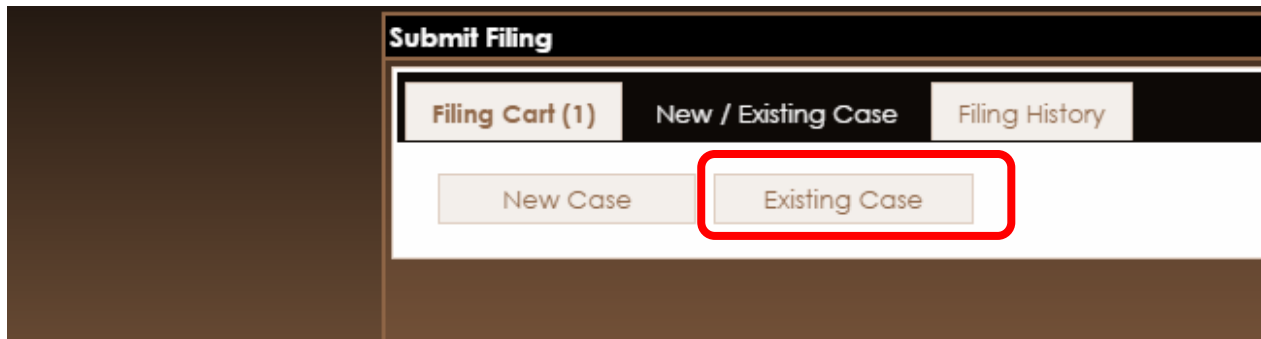 Submit Filing
Filing Cart (1) New / Existing Case Filing History
New Case Existing Case